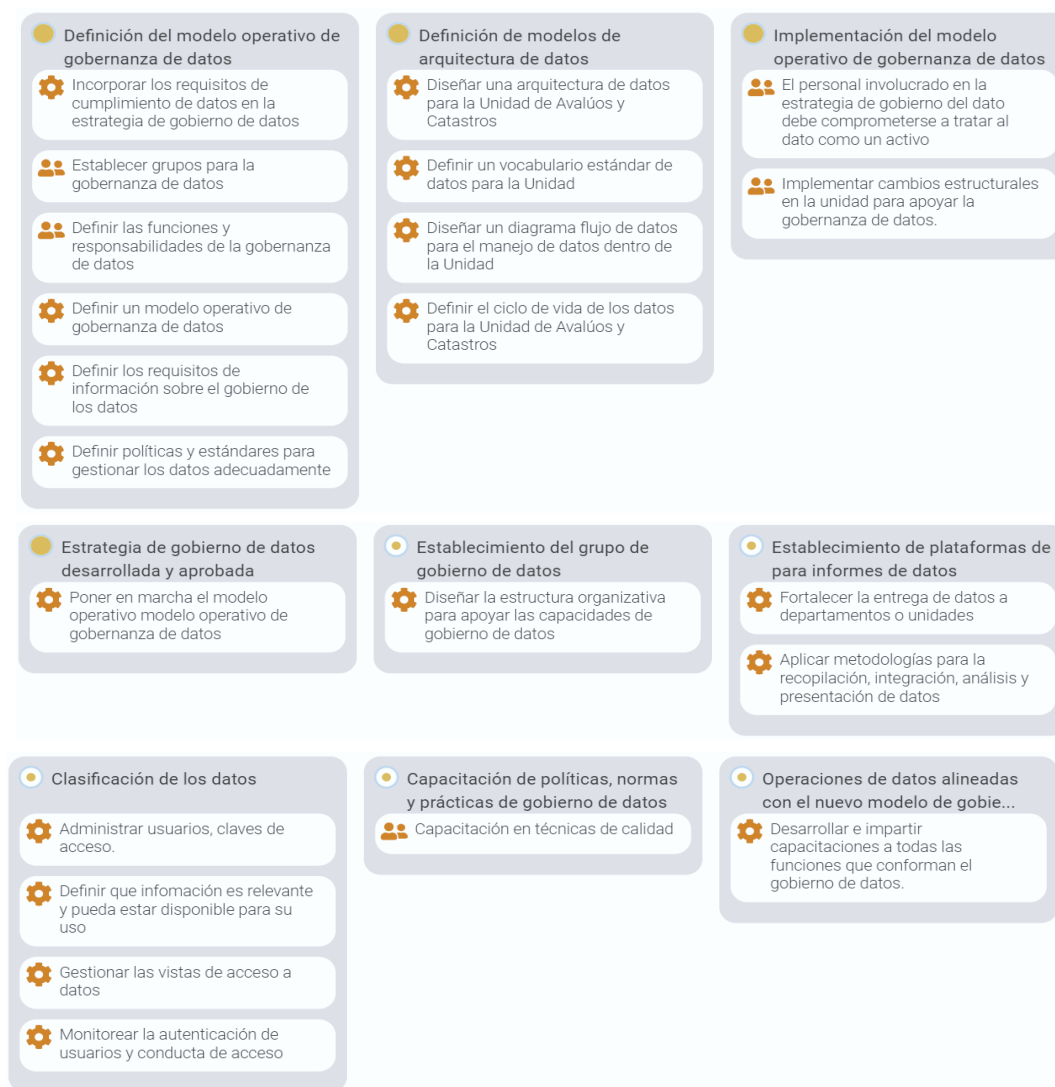 Definición del modelo operativo de
gobernanza de datos
Incorporar los requisitos de
cumplimiento de datos en la
estrategia de gobierno de datos
Establecer grupos para la
gobernanza de datos
Definir las funciones y
responsabilidades de la gobernanza
de datos
Definir un modelo operativo de
gobernanza de datos
Definir los requisitos de
información sobre el gobierno de
los datos
Definir políticas y estándares para
gestionar los datos adecuadamente
Definición de modelos de
arquitectura de datos
Diseñar una arquitectura de datos
para la Unidad de Avalúos y
Catastros
Definir un vocabulario estándar de
datos para la Unidad
Diseñar un diagrama flujo de datos
para el manejo de datos dentro de
la Unidad
Definir el ciclo de vida de los datos
para la Unidad de Avalúos y
Catastros
Implementación del modelo
operativo de gobernanza de datos
El personal involucrado en la
estrategia de gobierno del dato
debe comprometerse a tratar al
dato como un activo
Implementar cambios estructurales
en la unidad para apoyar la
gobernanza de datos.
Estrategia de gobierno de datos
desarrollada y aprobada
Poner en marcha el modelo
operativo modelo operativo de
gobernanza de datos
Establecimiento del grupo de
gobierno de datos
Diseñar la estructura organizativa
para apoyar las capacidades de
gobierno de datos
Establecimiento de plataformas de
para informes de datos
Fortalecer la entrega de datos a
departamentos o unidades
Aplicar metodologías para la
recopilación, integración, análisis y
presentación de datos
Clasificación de los datos
Administrar usuarios, claves de
acceso.
Definir que infomación es relevante
y pueda estar disponible para su
uso
Gestionar las vistas de acceso a
datos
Monitorear la autenticación de
usuarios y conducta de acceso
Capacitación de políticas, normas
y prácticas de gobierno de datos
Capacitación en técnicas de calidad
Operaciones de datos alineadas
con el nuevo modelo de gobie...
Desarrollar e impartir
capacitaciones a todas las
funciones que conforman el
gobierno de datos.